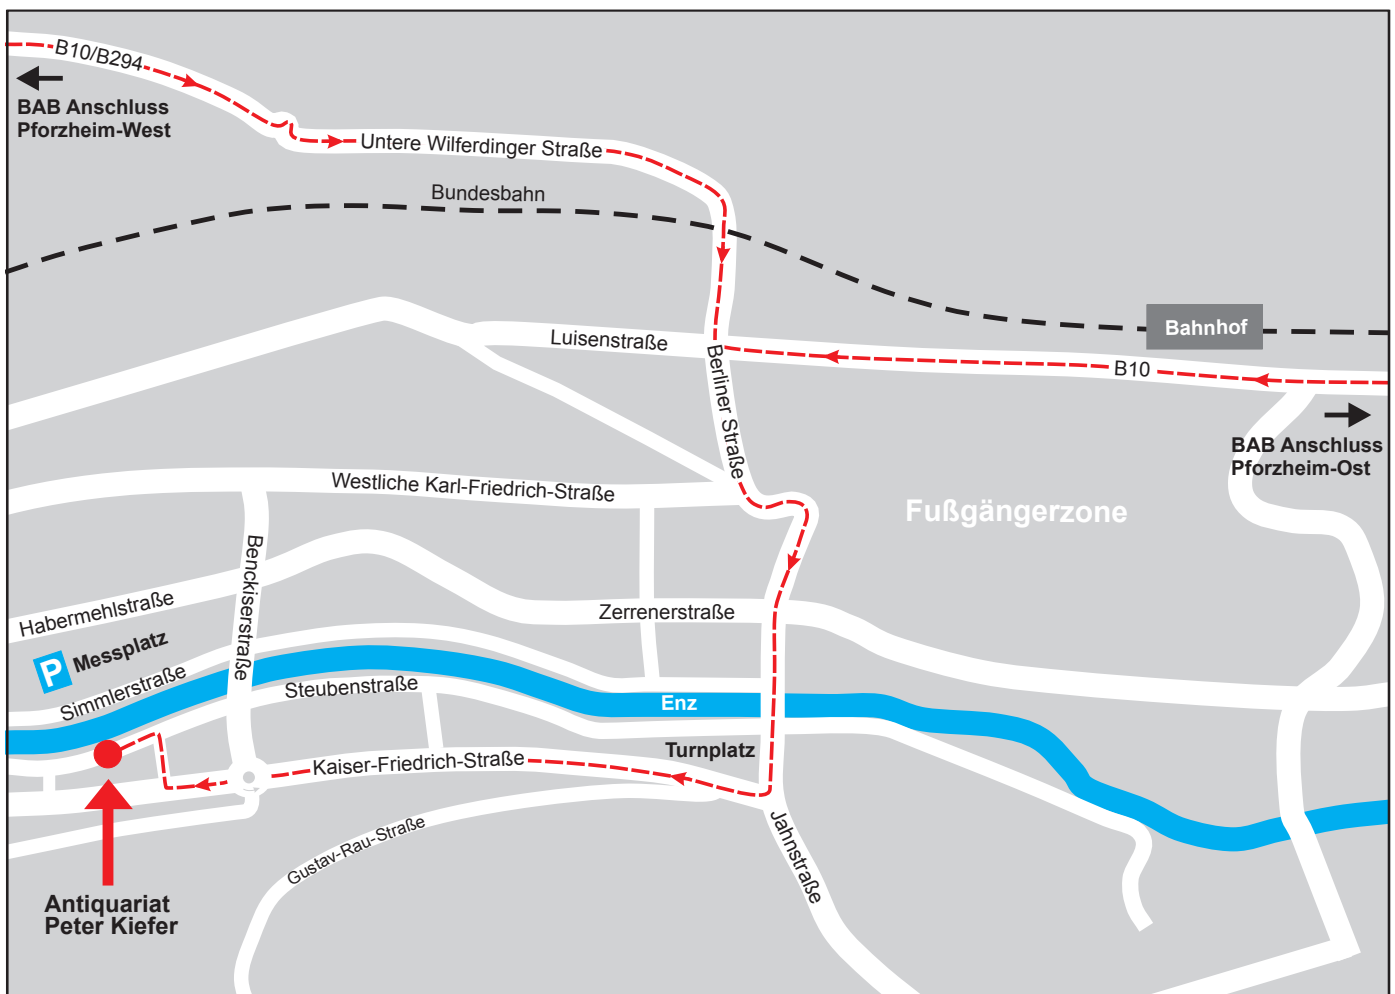 B10/B294
BAB Anschluss
Pforzheim-West
Untere Wilferdinger Straße
Bundesbahn
Bahnhof
Luisenstraße
B10
Berliner Straße
BAB Anschluss
Pforzheim-Ost
Westliche Karl-Friedrich-Straße
Fußgängerzone
Benckiserstraße
Habermehlstraße
Zerrenerstraße
P Messplatz
Simmlerstraße
Steubenstraße
Enz
Turnplatz
Kaiser-Friedrich-Straße
Gustav-Rau-Straße
Jahnstraße
Antiquariat
Peter Kiefer